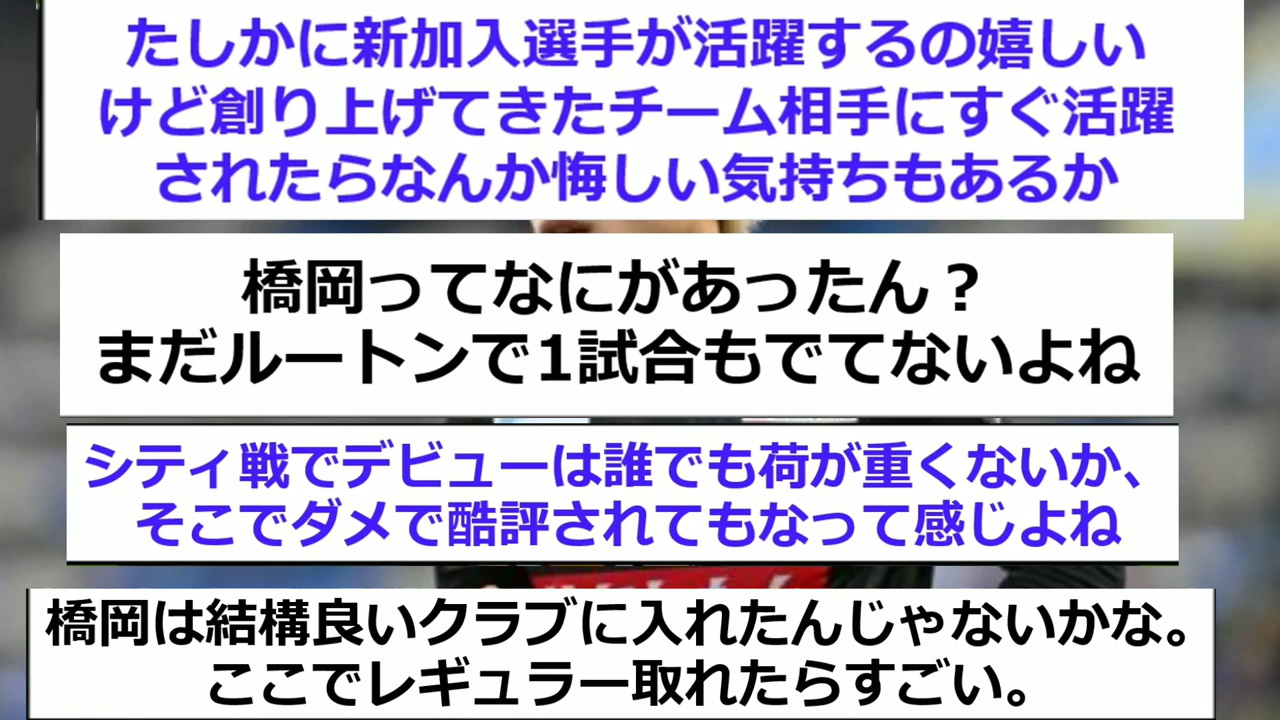 たしかに新加入選手が活躍するの嬉しい
けど創り上げてきたチーム相手にすぐ活躍
されたらなんか悔しい気持ちもあるか
橋岡ってなにがあったん？
まだルートンで1試合もでてないよね
シティ戦でデビューは誰でも荷が重くないか、
そこでダメで酷評されてもなって感じよね
橋岡は結構良いクラブに入れたんじゃないかな。
ここでレギュラー取れたらすごい。